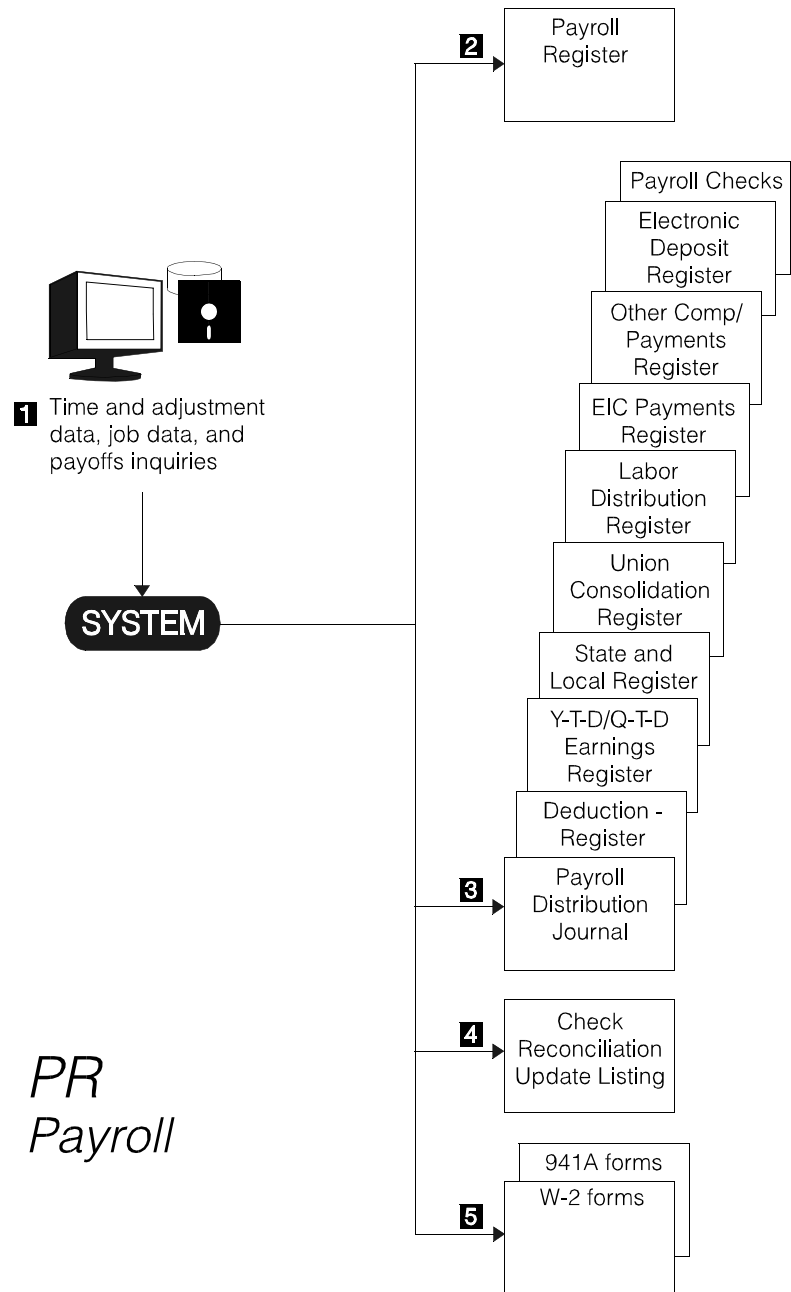 2
Payroll
Register
Payroll Checks
Electronic
Deposit
Register
Other Comp/
Payments
Register
EIC Payments
Register
Labor
Distribution
Register
Union
Consolidation
Register
State and
Local Register
Y-T-D/Q-T-D
Earnings
Register
Deduction -
Register
3
Payroll
Distribution
Journal
1 Time and adjustment
data, job data, and
payoffs inquiries
SYSTEM
4
Check
Reconciliation
Update Listing
941A forms
5
W-2 forms
PR
Payroll